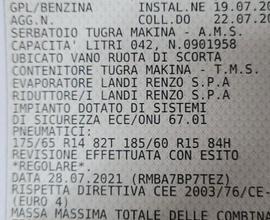 GPL/BENZINA INSTAL.NE 19.07.20
AGG.N. COLL.DO 22.07.20
SERBATOIO TUGRA MAKINA - A.M.S.
CAPACITA' LITRI 042, N.0901958
UBICATO VANO RUOTA DI SCORTA
CONTENITORE TUGRA MAKINA - T.M.S.
EVAPORATORE LANDI RENZO S.P.A
RIDUTTORE/I LANDI RENZO S.P.A
IMPIANTO DOTATO DI SISTEMI
DI SICUREZZA ECE/ONU 67.01
PNEUMATICI:
175/65 R14 82T 185/60 R15 84H
REVISIONE EFFETTUATA CON ESITO
*REGOLARE*
DATA 28.07.2021 (RMBA7BP7TEZ)
RISPETTA DIRETTIVA CEE 2003/76/CE-
(EURO 4)
MASSA MASSIMA TOTALE DELLE COMBINA